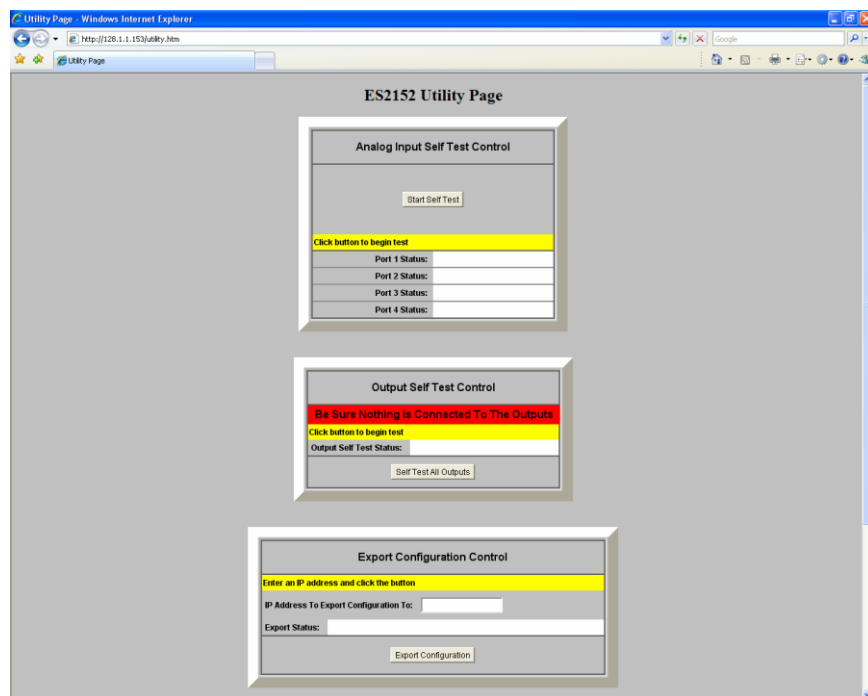 Utility Page - Windows Internet Explorer
http://128.1.1.153/utility.htm
Google
Utility Page
ES2152 Utility Page
Analog Input Self Test Control
Start Self Test
Click button to begin test
Port 1 Status:
Port 2 Status:
Port 3 Status:
Port 4 Status:
Output Self Test Control
Be Sure Nothing is Connected To The Outputs
Click button to begin test
Output Self Test Status:
Self Test All Outputs
Export Configuration Control
Enter an IP address and click the button
IP Address To Export Configuration To:
Export Status:
Export Configuration